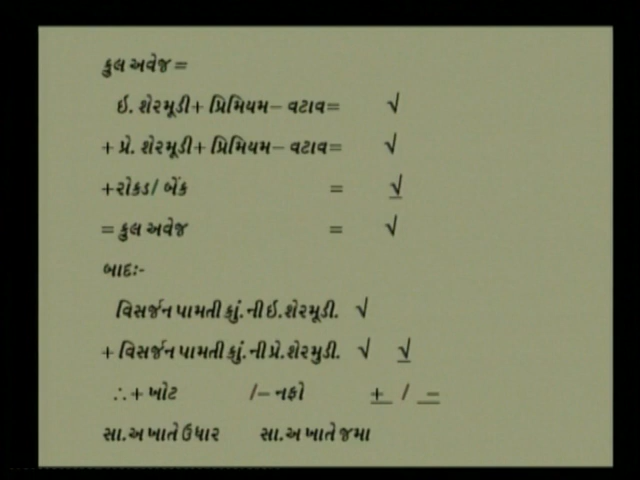 કુલ અવેજ =
ઇ. શેરમૂડી+ પ્રિમિયમ– વટાવ= √
+ પ્રે. શેરમૂડી+ પ્રિમિયમ– વટાવ= √
+રોકડ/ બેંક = √
= કુલ અવેજ = √
બાદઃ-
વિસર્જન પામતી કાું.ની ઇ.શેરમૂડી. √
+ વિસર્જન પામતી કાું.ની પ્રે.શેરમુડી. √ √
∴+ ખોટ /– નફો + / –
સા.અ ખાતે ઉધાર સા.અ ખાતે જમા